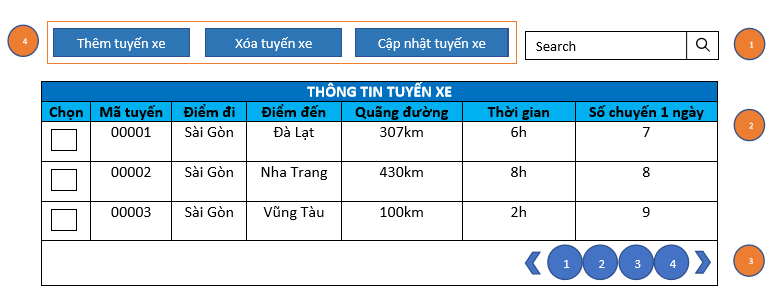 4 Thêm tuyến xe Xóa tuyến xe Cập nhật tuyến xe Search 1
THÔNG TIN TUYẾN XE
Chọn Mã tuyến Điểm đi Điểm đến Quãng đường Thời gian Số chuyến 1 ngày
00001 Sài Gòn Đà Lạt 307km 6h 7 2
00002 Sài Gòn Nha Trang 430km 8h 8
00003 Sài Gòn Vũng Tàu 100km 2h 9
1 2 3 4 3